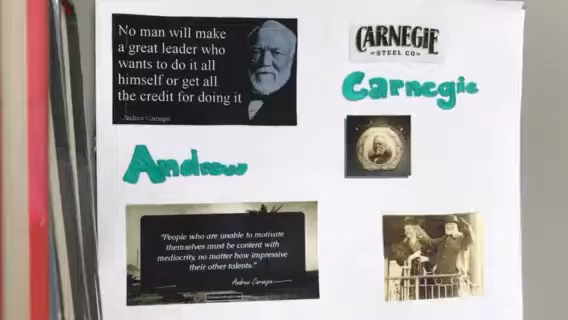 No man will make
a great leader who
wants to do it all
himself or get all
the credit for doing it
- Andrew Carnegie
CARNEGIE
STEEL CO
Carnegie
Andrew
"People who are unable to motivate
themselves must be content with
mediocrity, no matter how impressive
their other talents."
Andrew Carnegie